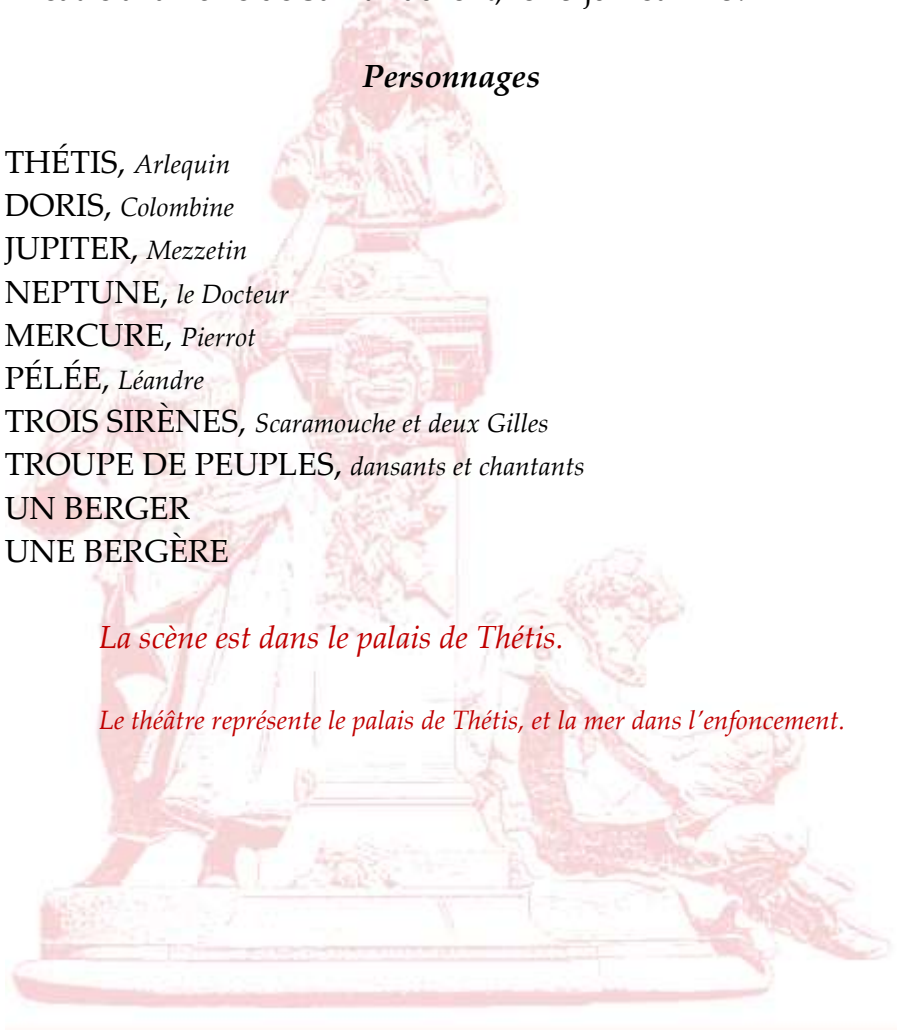 Personnages
THÉTIS, Arlequin
DORIS, Colombine
JUPITER, Mezzetin
NEPTUNE, le Docteur
MERCURE, Pierrot
PÉLÉE, Léandre
TROIS SIRÈNES, Scaramouche et deux Gilles
TROUPE DE PEUPLES, dansants et chantants
UN BERGER
UNE BERGÈRE
La scène est dans le palais de Thétis.
Le théâtre représente le palais de Thétis, et la mer dans l’enfoncement.